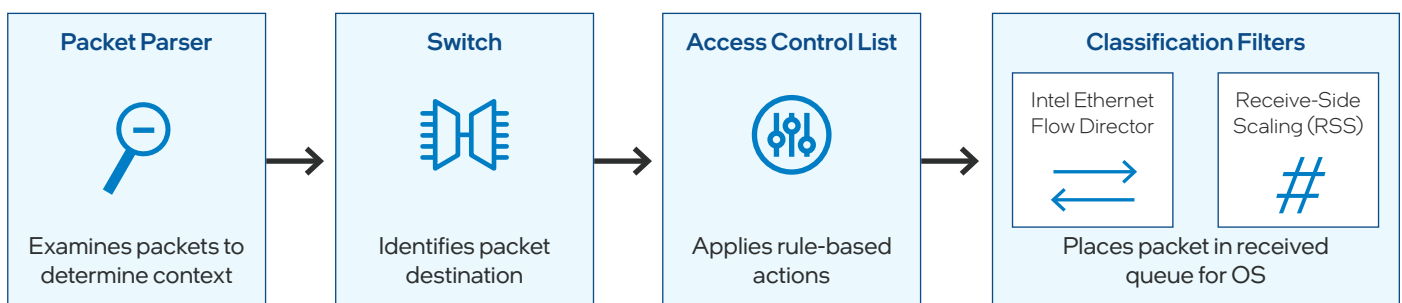 Packet Parser
Examines packets to
determine context
Switch
Identifies packet
destination
Access Control List
Applies rule-based
actions
Classification Filters
Intel Ethernet
Flow Director
Receive-Side
Scaling (RSS)
#
Places packet in received
queue for OS